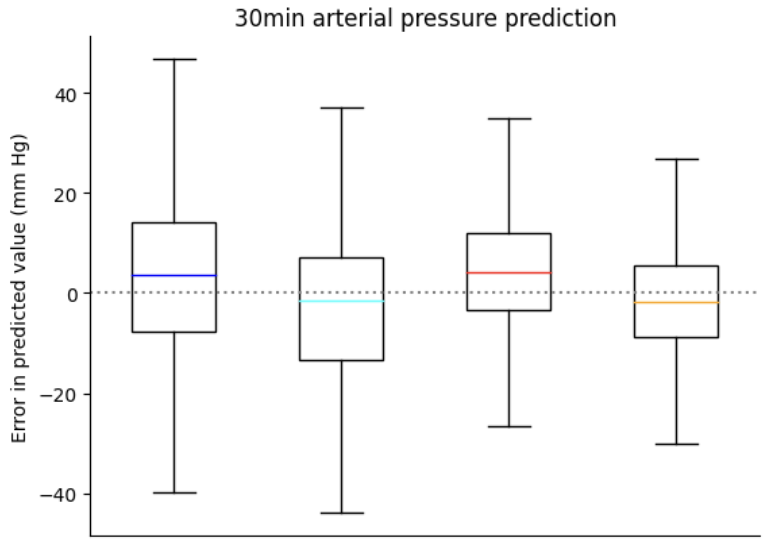 30min arterial pressure prediction
Error in predicted value (mm Hg)
40
20
0
−20
−40